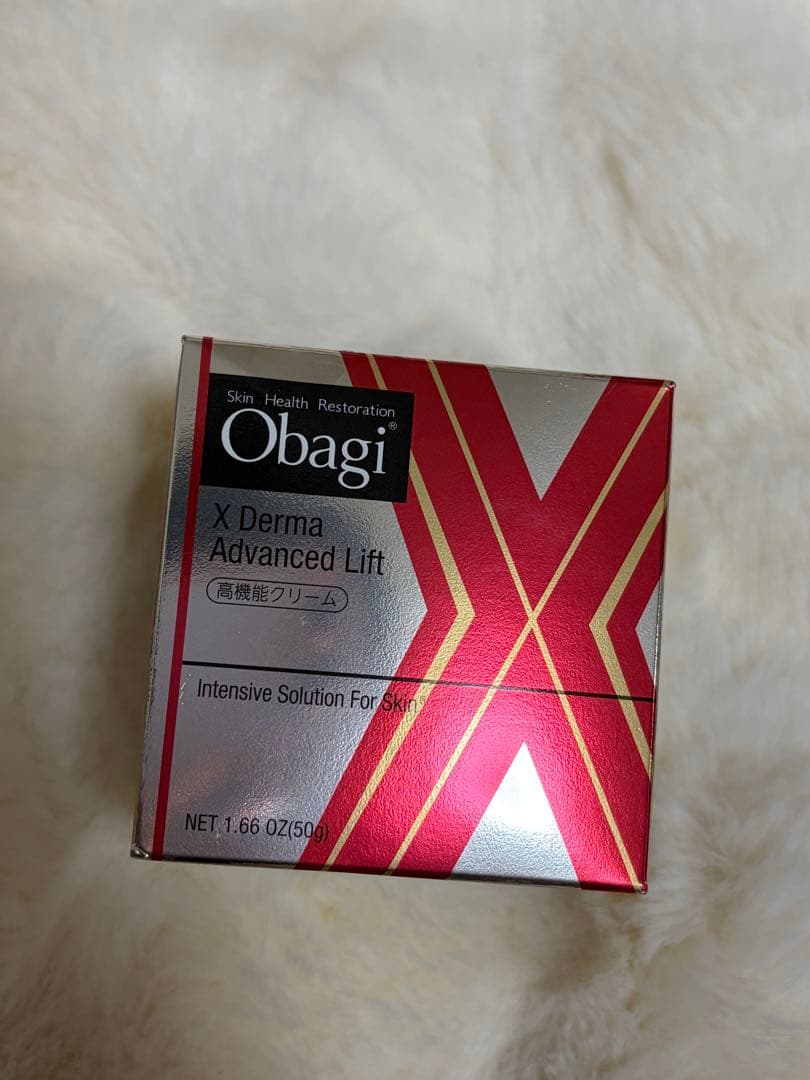 Skin Health Restoration
Obagi®
X Derma
Advanced Lift
高機能クリーム
Intensive Solution For Skin®
NET 1.66 OZ(50g)